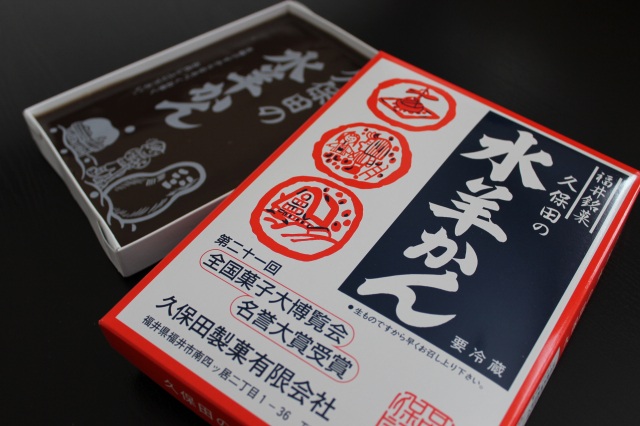 福井銘菓
久保田の
水羊かん
●生ものですから早くお召し上り下さい。
要冷蔵
第二十一回
全国菓子大博覧会
名誉大賞受賞
久保田製菓有限会社
福井県福井市南四ッ居二丁目1-36
久保田の
久保田の
水羊かん